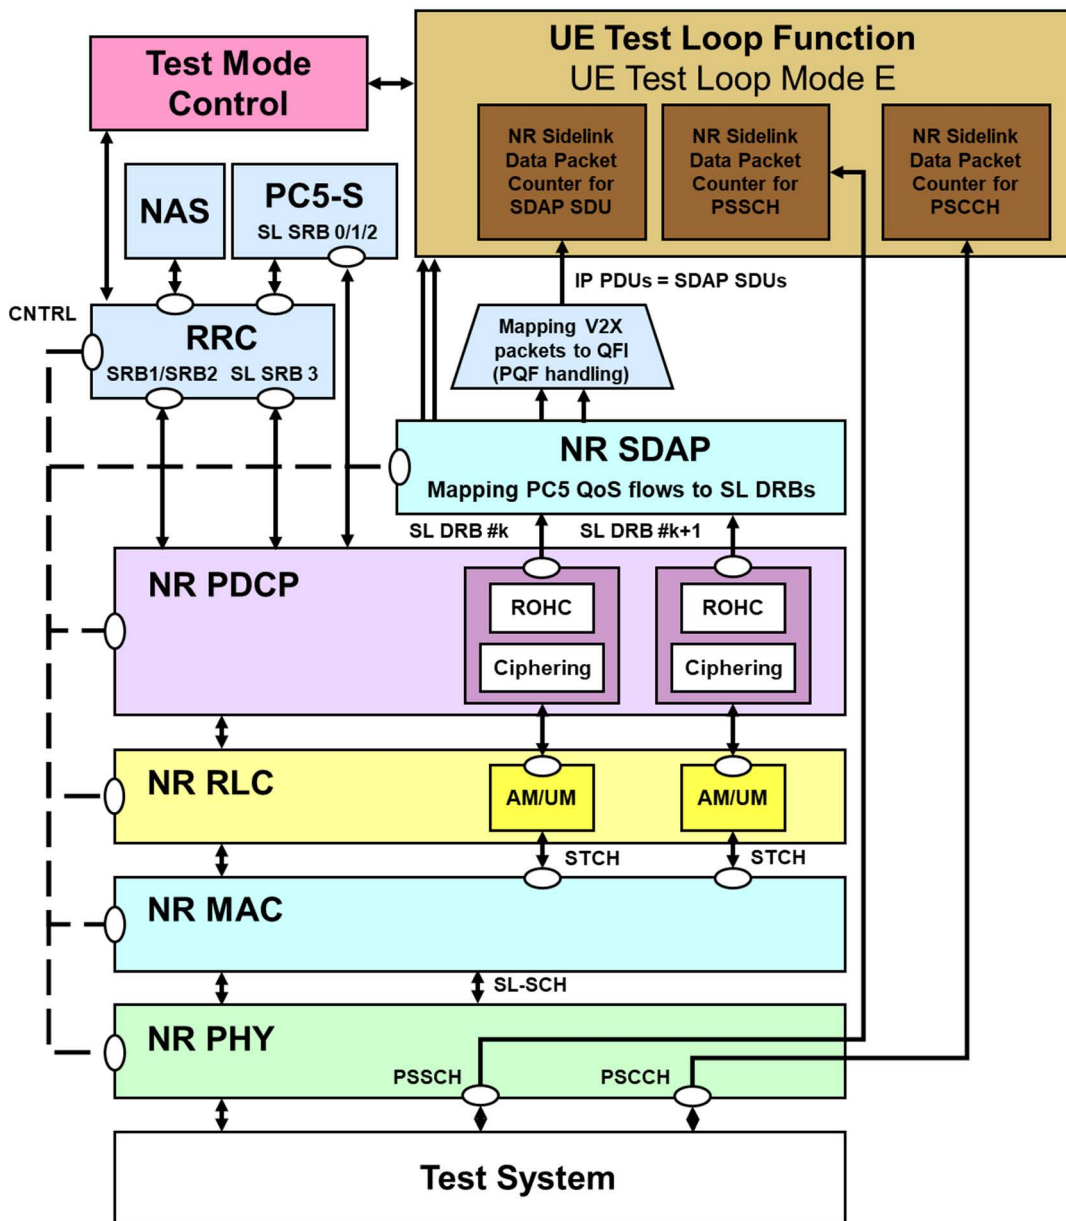 UE Test Loop Function
UE Test Loop Mode E
Test Mode
Control
NR Sidelink
Data Packet
Counter for
SDAP SDU
NR Sidelink
Data Packet
Counter for
PSSCH
NR Sidelink
Data Packet
Counter for
PSCCH
NAS
PC5-S
SL SRB 0/1/2
IP PDUs = SDAP SDUs
CNTRL
RRC
SRB1/SRB2
SL SRB 3
Mapping V2X
packets to QFI
(PQF handling)
NR SDAP
Mapping PC5 QoS flows to SL DRBs
SL DRB #k
SL DRB #k+1
NR PDCP
ROHC
Ciphering
ROHC
Ciphering
NR RLC
AM/UM
AM/UM
STCH
STCH
NR MAC
SL-SCH
NR PHY
PSSCH
PSCCH
Test System